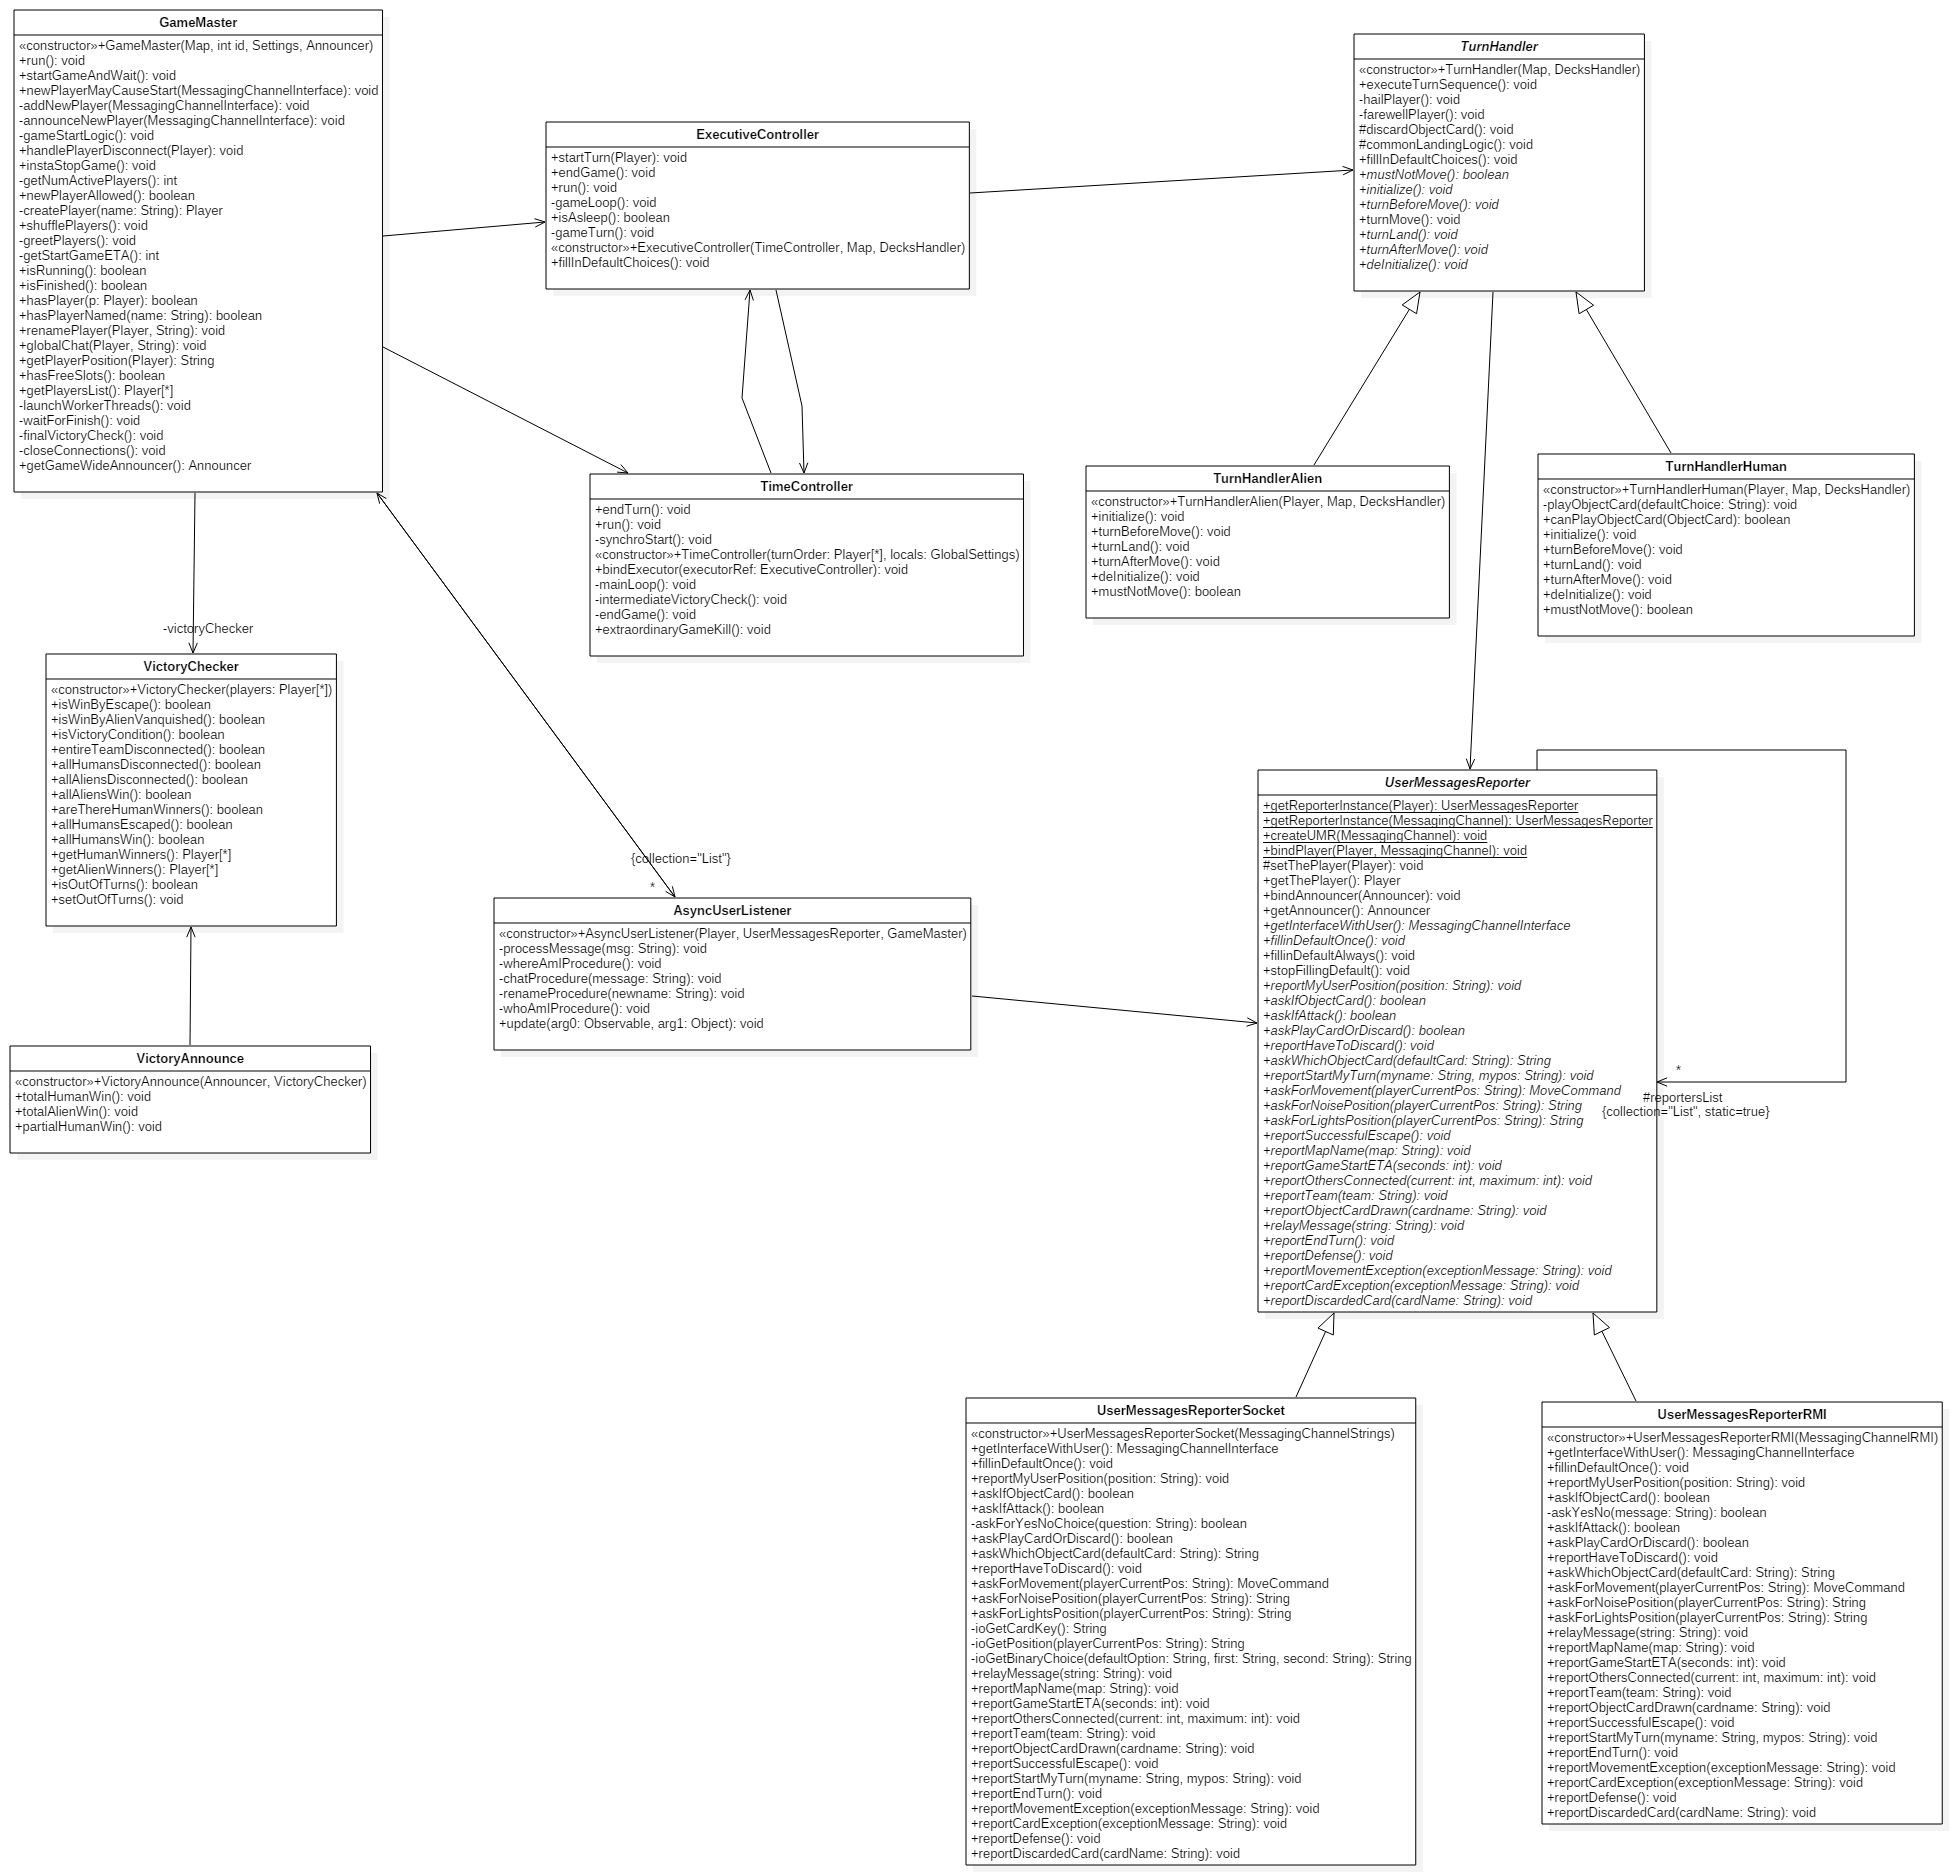 GameMaster
«constructor»+GameMaster(Map, int id, Settings, Announcer)
+run(): void
+startGameAndWait(): void
+newPlayerMayCauseStart(MessagingChannelInterface): void
-addNewPlayer(MessagingChannelInterface): void
-announceNewPlayer(MessagingChannelInterface): void
-gameStartLogic(): void
+handlePlayerDisconnect(Player): void
+instaStopGame(): void
-getNumActivePlayers(): int
+newPlayerAllowed(): boolean
-createPlayer(name: String): Player
+shufflePlayers(): void
-greetPlayers(): void
-getStartGameETA(): int
+isRunning(): boolean
+isFinished(): boolean
+hasPlayer(p: Player): boolean
+hasPlayerNamed(name: String): boolean
+renamePlayer(Player, String): void
+globalChat(Player, String): void
+getPlayerPosition(Player): String
+hasFreeSlots(): boolean
+getPlayersList(): Player[*]
-launchWorkerThreads(): void
-waitForFinish(): void
-finalVictoryCheck(): void
-closeConnections(): void
+getGameWideAnnouncer(): Announcer
ExecutiveController
+startTurn(Player): void
+endGame(): void
+run(): void
-gameLoop(): void
+isAsleep(): boolean
-gameTurn(): void
«constructor»+ExecutiveController(TimeController, Map, DecksHandler)
+fillInDefaultChoices(): void
TurnHandler
«constructor»+TurnHandler(Map, DecksHandler)
+executeTurnSequence(): void
-hailPlayer(): void
-farewellPlayer(): void
#discardObjectCard(): void
#commonLandingLogic(): void
+fillInDefaultChoices(): void
+mustNotMove(): boolean
+initialize(): void
+turnBeforeMove(): void
+turnMove(): void
+turnLand(): void
+turnAfterMove(): void
+deInitialize(): void
TimeController
+endTurn(): void
+run(): void
-synchroStart(): void
«constructor»+TimeController(turnOrder: Player[*], locals: GlobalSettings)
+bindExecutor(executorRef: ExecutiveController): void
-mainLoop(): void
-intermediateVictoryCheck(): void
-endGame(): void
+extraordinaryGameKill(): void
TurnHandlerAlien
«constructor»+TurnHandlerAlien(Player, Map, DecksHandler)
+initialize(): void
+turnBeforeMove(): void
+turnLand(): void
+turnAfterMove(): void
+deInitialize(): void
+mustNotMove(): boolean
TurnHandlerHuman
«constructor»+TurnHandlerHuman(Player, Map, DecksHandler)
-playObjectCard(defaultChoice: String): void
+canPlayObjectCard(ObjectCard): boolean
+initialize(): void
+turnBeforeMove(): void
+turnLand(): void
+turnAfterMove(): void
+deInitialize(): void
+mustNotMove(): boolean
-victoryChecker
VictoryChecker
«constructor»+VictoryChecker(players: Player[*])
+isWinByEscape(): boolean
+isWinByAlienVanquished(): boolean
+isVictoryCondition(): boolean
+entireTeamDisconnected(): boolean
+allHumansDisconnected(): boolean
+allAliensDisconnected(): boolean
+allAliensWin(): boolean
+areThereHumanWinners(): boolean
+allHumansEscaped(): boolean
+allHumansWin(): boolean
+getHumanWinners(): Player[*]
+getAlienWinners(): Player[*]
+isOutOfTurns(): boolean
+setOutOfTurns(): void
{collection="List"}
*
AsyncUserListener
«constructor»+AsyncUserListener(Player, UserMessagesReporter, GameMaster)
-processMessage(msg: String): void
-whereAmIProcedure(): void
-chatProcedure(message: String): void
-renameProcedure(newname: String): void
-whoAmIProcedure(): void
+update(arg0: Observable, arg1: Object): void
VictoryAnnounce
«constructor»+VictoryAnnounce(Announcer, VictoryChecker)
+totalHumanWin(): void
+totalAlienWin(): void
+partialHumanWin(): void
UserMessagesReporter
+getReporterInstance(Player): UserMessagesReporter
+getReporterInstance(MessagingChannel): UserMessagesReporter
+createUMR(MessagingChannel): void
+bindPlayer(Player, MessagingChannel): void
#setThePlayer(Player): void
+getThePlayer(): Player
+bindAnnouncer(Announcer): void
+getAnnouncer(): Announcer
+getInterfaceWithUser(): MessagingChannelInterface
+fillinDefaultOnce(): void
+fillinDefaultAlways(): void
+stopFillingDefault(): void
+reportMyUserPosition(position: String): void
+askIfObjectCard(): boolean
+askIfAttack(): boolean
+askPlayCardOrDiscard(): boolean
+reportHaveToDiscard(): void
+askWhichObjectCard(defaultCard: String): String
+reportStartMyTurn(myname: String, mypos: String): void
+askForMovement(playerCurrentPos: String): MoveCommand
+askForNoisePosition(playerCurrentPos: String): String
+askForLightsPosition(playerCurrentPos: String): String
+reportSuccessfulEscape(): void
+reportMapName(map: String): void
+reportGameStartETA(seconds: int): void
+reportOthersConnected(current: int, maximum: int): void
+reportTeam(team: String): void
+reportObjectCardDrawn(cardname: String): void
+relayMessage(string: String): void
+reportEndTurn(): void
+reportDefense(): void
+reportMovementException(exceptionMessage: String): void
+reportCardException(exceptionMessage: String): void
+reportDiscardedCard(cardName: String): void
*
#reportersList
{collection="List", static=true}
UserMessagesReporterSocket
«constructor»+UserMessagesReporterSocket(MessagingChannelStrings)
+getInterfaceWithUser(): MessagingChannelInterface
+fillinDefaultOnce(): void
+reportMyUserPosition(position: String): void
+askIfObjectCard(): boolean
+askIfAttack(): boolean
-askForYesNoChoice(question: String): boolean
+askPlayCardOrDiscard(): boolean
+askWhichObjectCard(defaultCard: String): String
+reportHaveToDiscard(): void
+askForMovement(playerCurrentPos: String): MoveCommand
+askForNoisePosition(playerCurrentPos: String): String
+askForLightsPosition(playerCurrentPos: String): String
-ioGetCardKey(): String
-ioGetPosition(playerCurrentPos: String): String
-ioGetBinaryChoice(defaultOption: String, first: String, second: String): String
+relayMessage(string: String): void
+reportMapName(map: String): void
+reportGameStartETA(seconds: int): void
+reportOthersConnected(current: int, maximum: int): void
+reportTeam(team: String): void
+reportObjectCardDrawn(cardname: String): void
+reportSuccessfulEscape(): void
+reportStartMyTurn(myname: String, mypos: String): void
+reportEndTurn(): void
+reportMovementException(exceptionMessage: String): void
+reportCardException(exceptionMessage: String): void
+reportDefense(): void
+reportDiscardedCard(cardName: String): void
UserMessagesReporterRMI
«constructor»+UserMessagesReporterRMI(MessagingChannelRMI)
+getInterfaceWithUser(): MessagingChannelInterface
+fillinDefaultOnce(): void
+reportMyUserPosition(position: String): void
+askIfObjectCard(): boolean
-askYesNo(message: String): boolean
+askIfAttack(): boolean
+askPlayCardOrDiscard(): boolean
+reportHaveToDiscard(): void
+askWhichObjectCard(defaultCard: String): String
+askForMovement(playerCurrentPos: String): MoveCommand
+askForNoisePosition(playerCurrentPos: String): String
+askForLightsPosition(playerCurrentPos: String): String
+relayMessage(string: String): void
+reportMapName(map: String): void
+reportGameStartETA(seconds: int): void
+reportOthersConnected(current: int, maximum: int): void
+reportTeam(team: String): void
+reportObjectCardDrawn(cardname: String): void
+reportSuccessfulEscape(): void
+reportStartMyTurn(myname: String, mypos: String): void
+reportEndTurn(): void
+reportMovementException(exceptionMessage: String): void
+reportCardException(exceptionMessage: String): void
+reportDefense(): void
+reportDiscardedCard(cardName: String): void